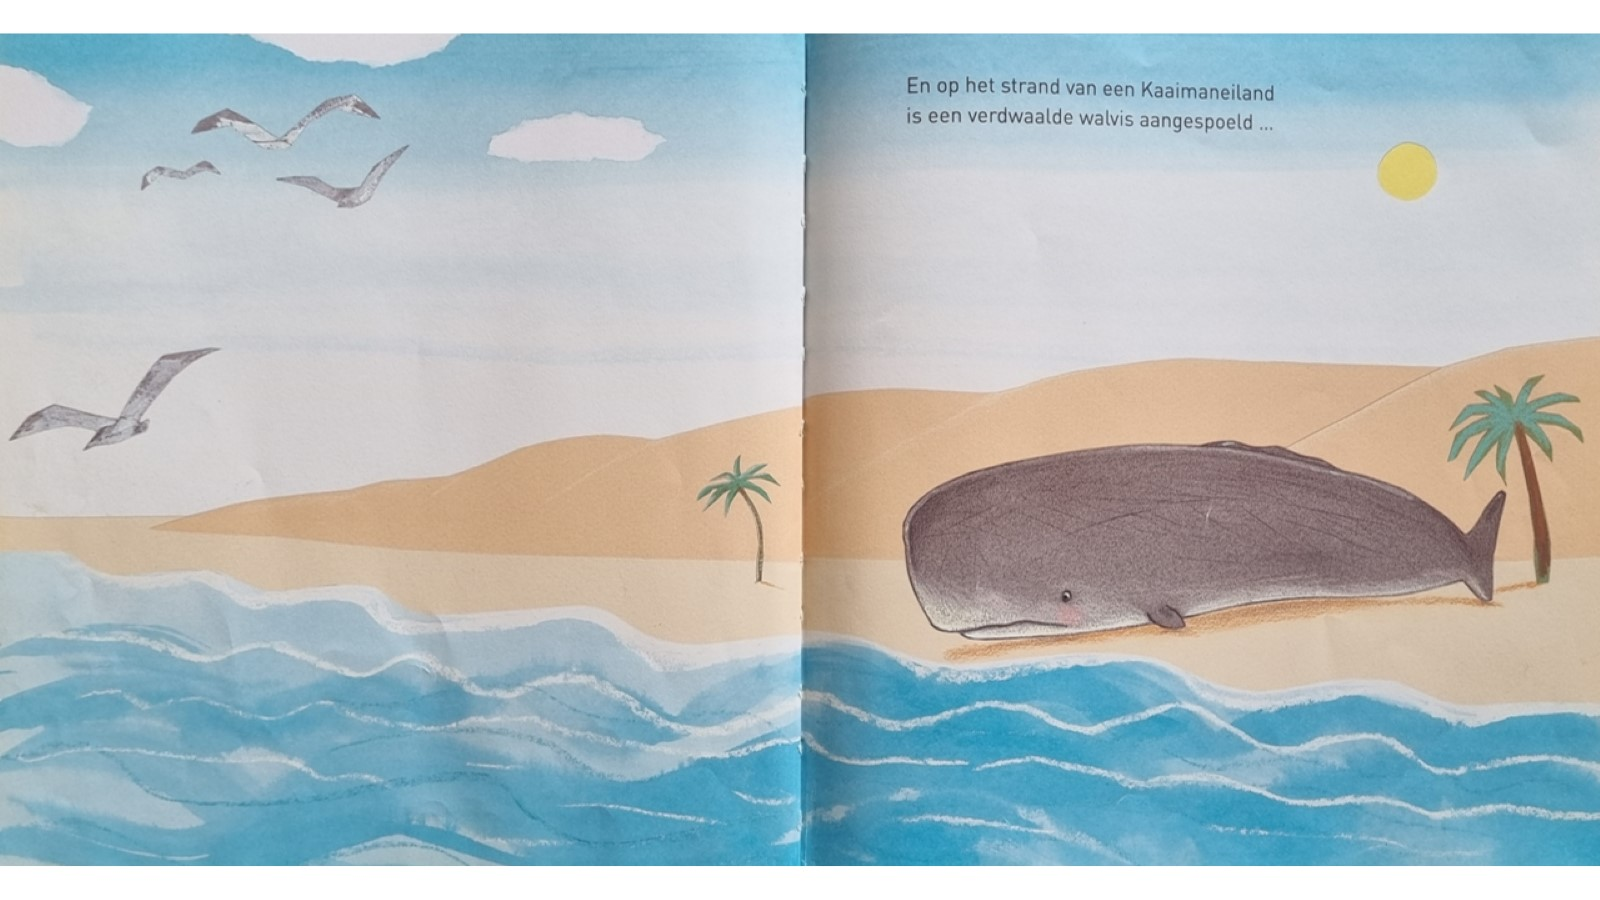 En op het strand van een Kaaimaneiland
is een verdwaalde walvis aangespoeld ...